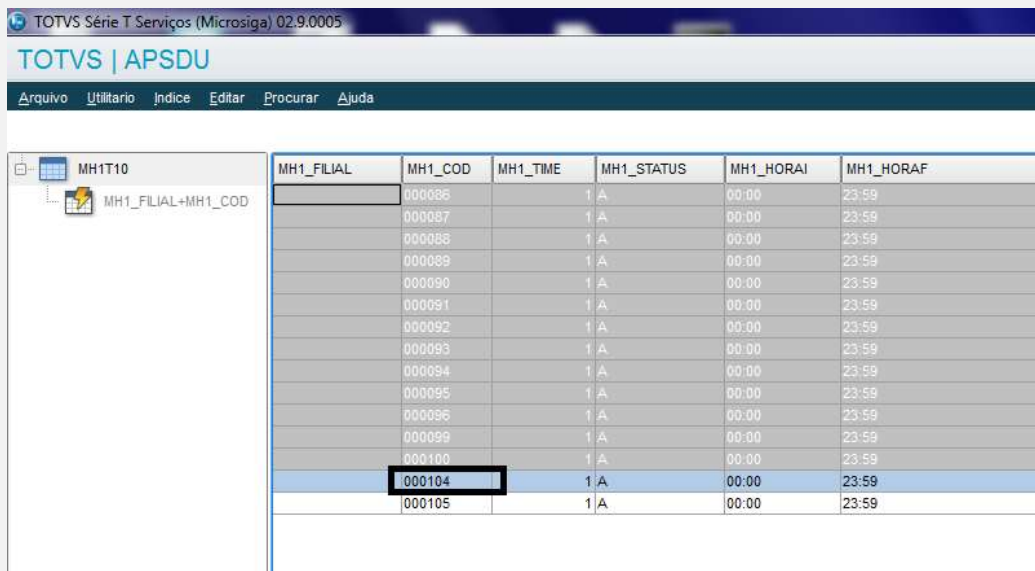 TOTVS Série T Serviços (Microsiga) 02.9.0005
TOTVS | APSDU
Arquivo Utilitario Indice Editar Procurar Ajuda
MH1T10
MH1_FILIAL+MH1_COD
MH1_FILIAL MH1_COD MH1_TIME MH1_STATUS MH1_HORAI MH1_HORAF
000086 1 A 00:00 23:59
000087 1 A 00:00 23:59
000088 1 A 00:00 23:59
000089 1 A 00:00 23:59
000090 1 A 00:00 23:59
000091 1 A 00:00 23:59
000092 1 A 00:00 23:59
000093 1 A 00:00 23:59
000094 1 A 00:00 23:59
000095 1 A 00:00 23:59
000096 1 A 00:00 23:59
000099 1 A 00:00 23:59
000100 1 A 00:00 23:59
000104 1 A 00:00 23:59
000105 1 A 00:00 23:59